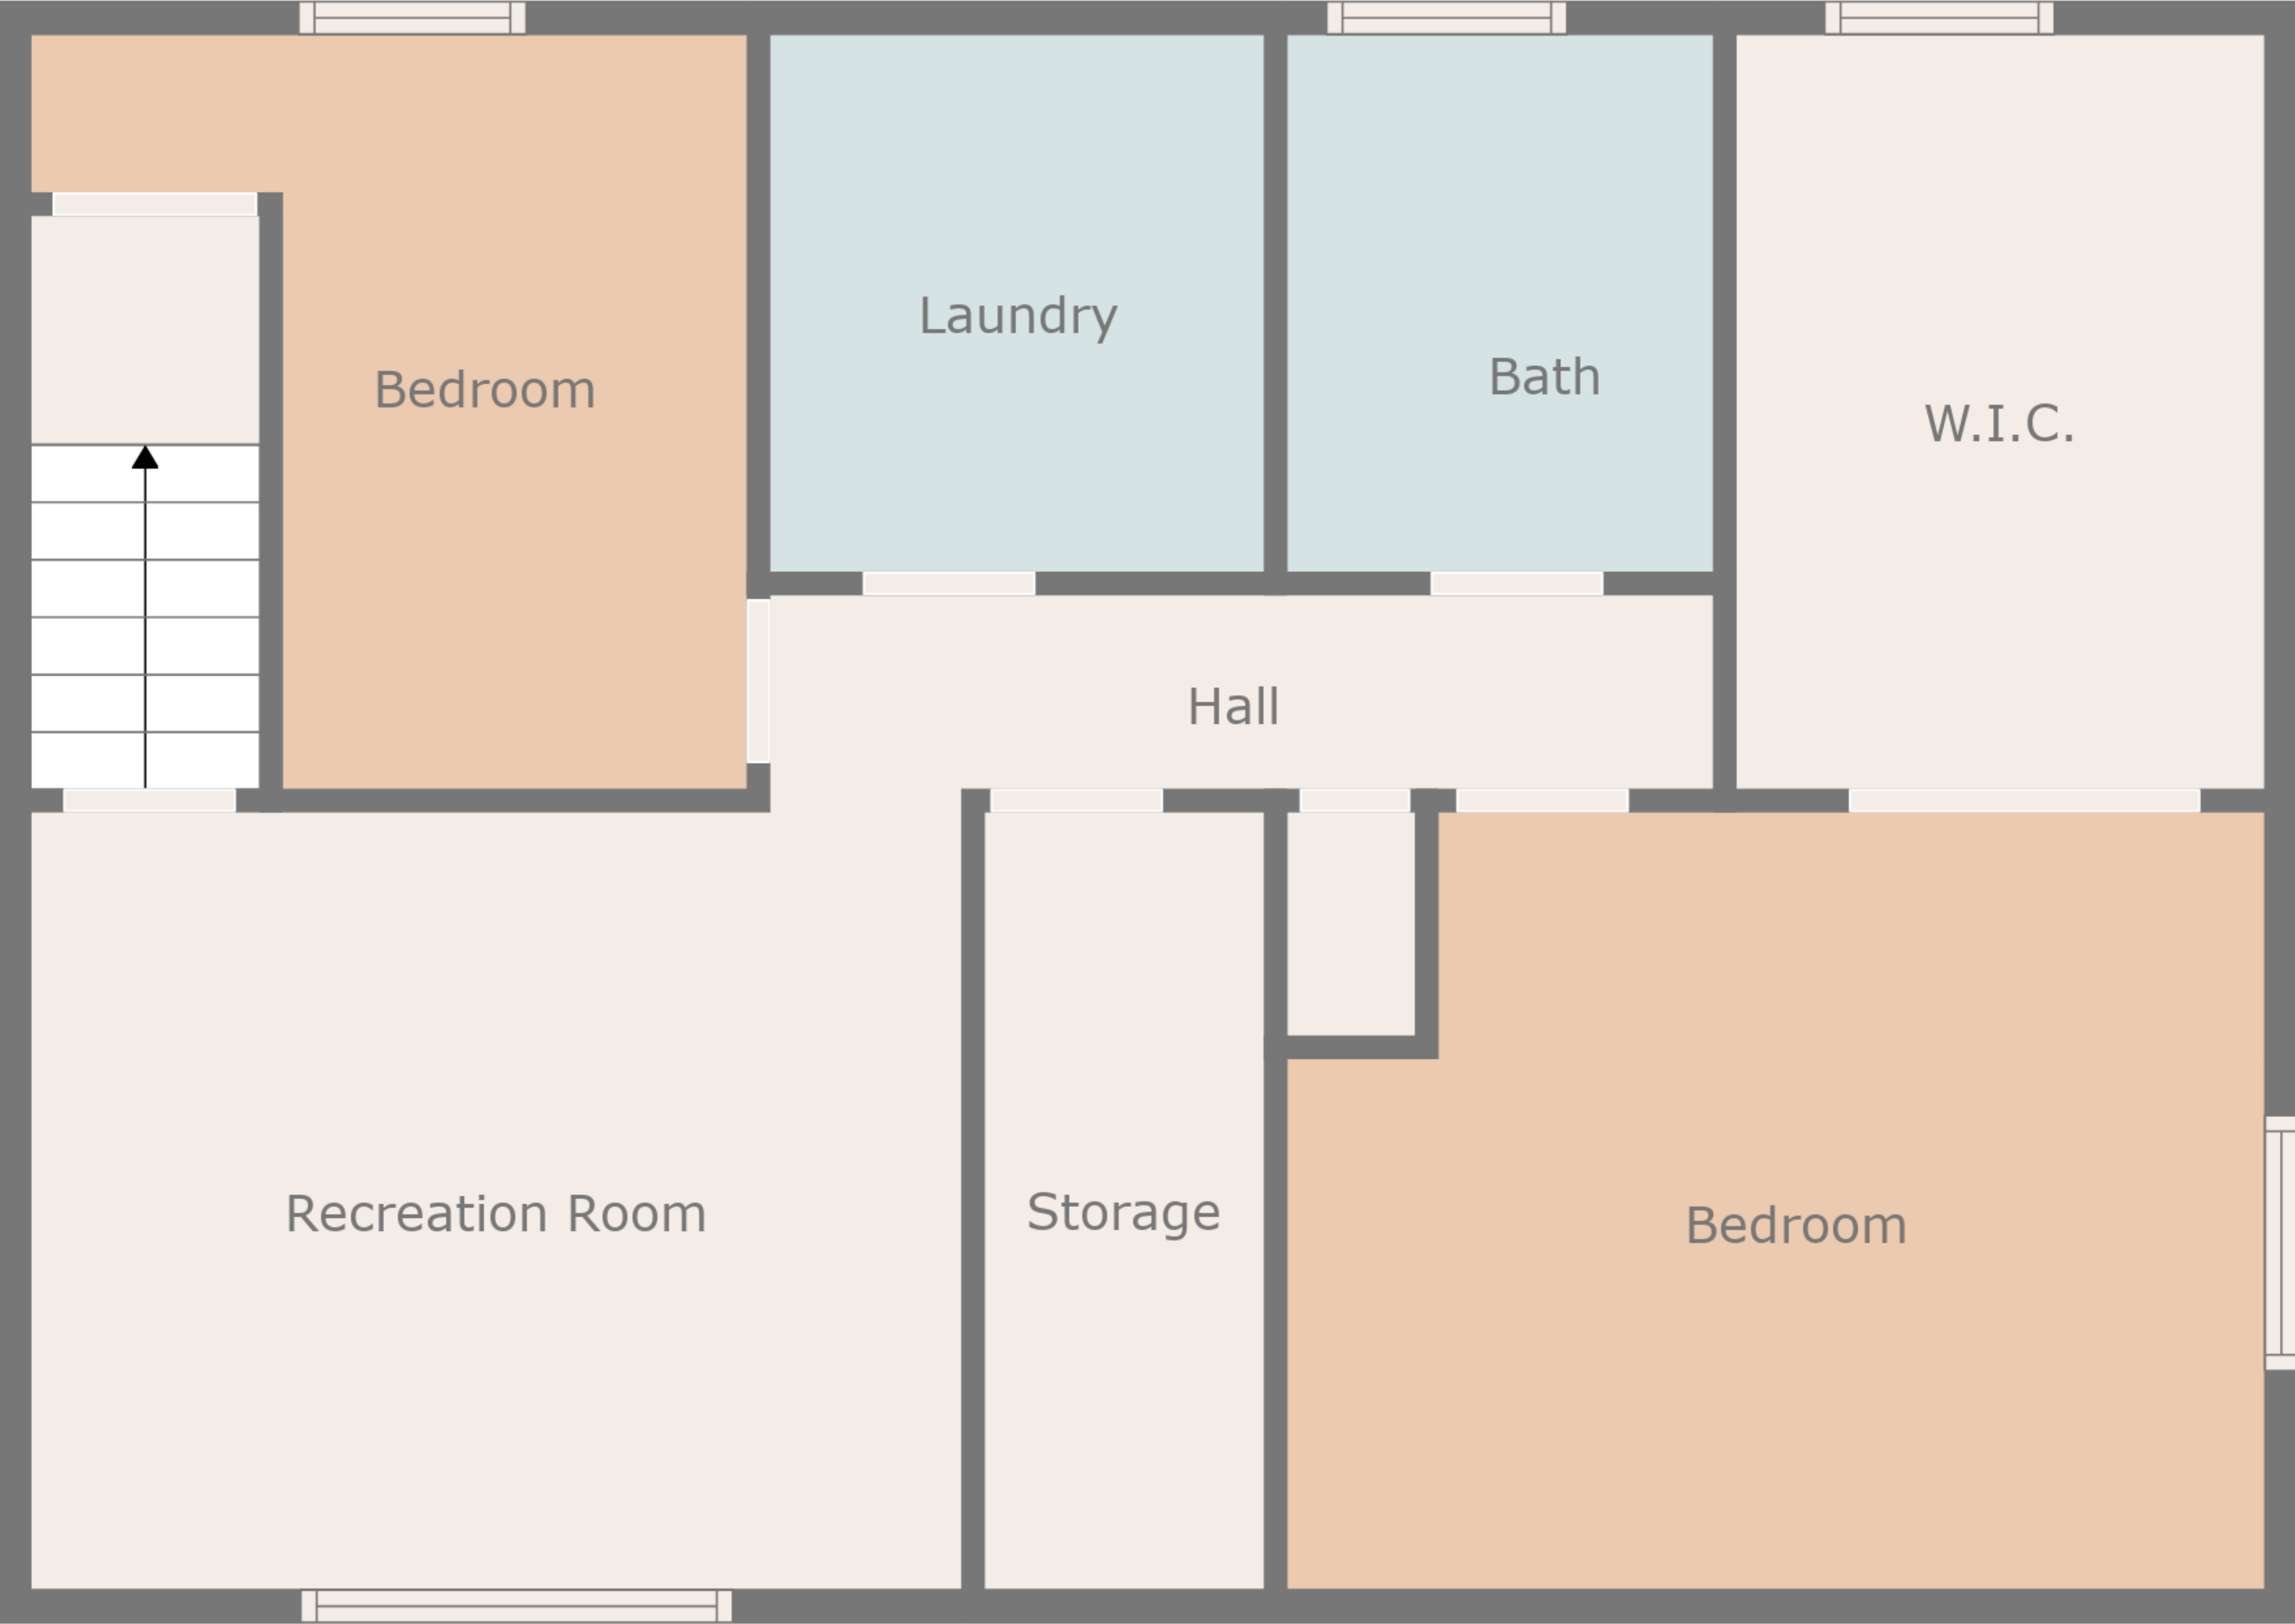 Laundry
Bath
Bedroom
W.I.C.
Hall
Recreation Room
Storage
Bedroom